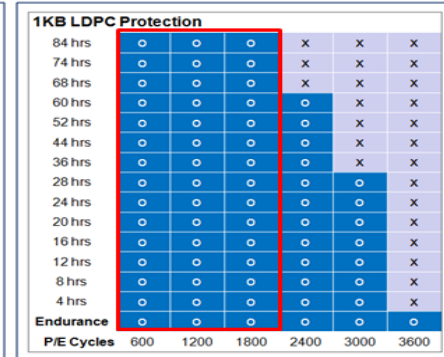 1KB LDPC Protection
84 hrs o o o x x x
74 hrs o o o x x x
68 hrs o o o x x x
60 hrs o o o o x x
52 hrs o o o o x x
44 hrs o o o o x x
36 hrs o o o o x x
28 hrs o o o o o x
24 hrs o o o o o x
20 hrs o o o o o x
16 hrs o o o o o x
12 hrs o o o o o x
8 hrs o o o o o x
4 hrs o o o o o x
Endurance o o o o o o
P/E Cycles 600 1200 1800 2400 3000 3600